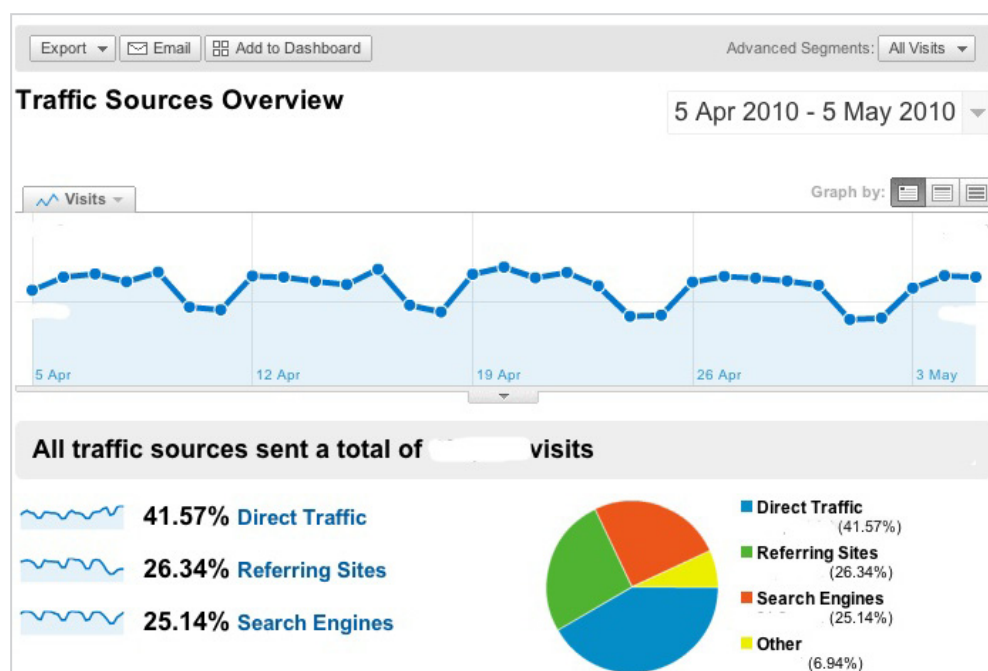 Export Email Add to Dashboard Advanced Segments: All Visits
Traffic Sources Overview
5 Apr 2010 - 5 May 2010
Visits Graph by:
5 Apr 12 Apr 19 Apr 26 Apr 3 May
All traffic sources sent a total of visits
41.57% Direct Traffic
26.34% Referring Sites
25.14% Search Engines
Direct Traffic
(41.57%)
Referring Sites
(26.34%)
Search Engines
(25.14%)
Other
(6.94%)